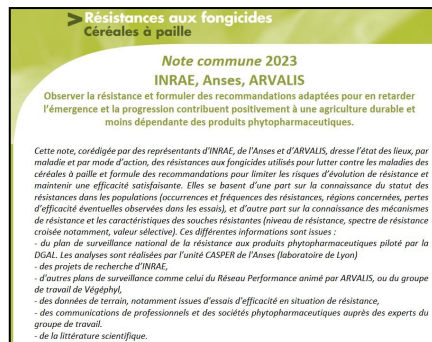 >Résistances aux fongicides
Céréales à paille
Note commune 2023
INRAE, Anses, ARVALIS
Observer la résistance et formuler des recommandations adaptées pour en retarder
l'émergence et la progression contribuent positivement à une agriculture durable et
moins dépendante des produits phytopharmaceutiques.
Cette note, corédigée par des représentants d'INRAE, de l'Anses et d'ARVALIS, dresse l'état des lieux, par
maladie et par mode d'action, des résistances aux fongicides utilisés pour lutter contre les maladies des
céréales à paille et formule des recommandations pour limiter les risques d'évolution de résistance et
maintenir une efficacité satisfaisante. Elles se basent d'une part sur la connaissance du statut des
résistances dans les populations (occurrences et fréquences des résistances, régions concernées, pertes
d'efficacité éventuelles observées dans les essais), et d'autre part sur la connaissance des mécanismes
de résistance et les caractéristiques des souches résistantes (niveau de résistance, spectre de résistance
croisée notamment, valeur sélective). Ces différentes informations sont issues :
- du plan de surveillance national de la résistance aux produits phytopharmaceutiques piloté par la
DGAL. Les analyses sont réalisées par l'unité CASPER de l'Anses (laboratoire de Lyon)
- des projets de recherche d'INRAE,
- d'autres plans de surveillance comme celui du Réseau Performance animé par ARVALIS, ou du groupe
de travail de Végéphyl,
- des données de terrain, notamment issues d'essais d'efficacité en situation de résistance,
- des communications de professionnels et des sociétés phytopharmaceutiques auprès des experts du
groupe de travail.
- de la littérature scientifique.